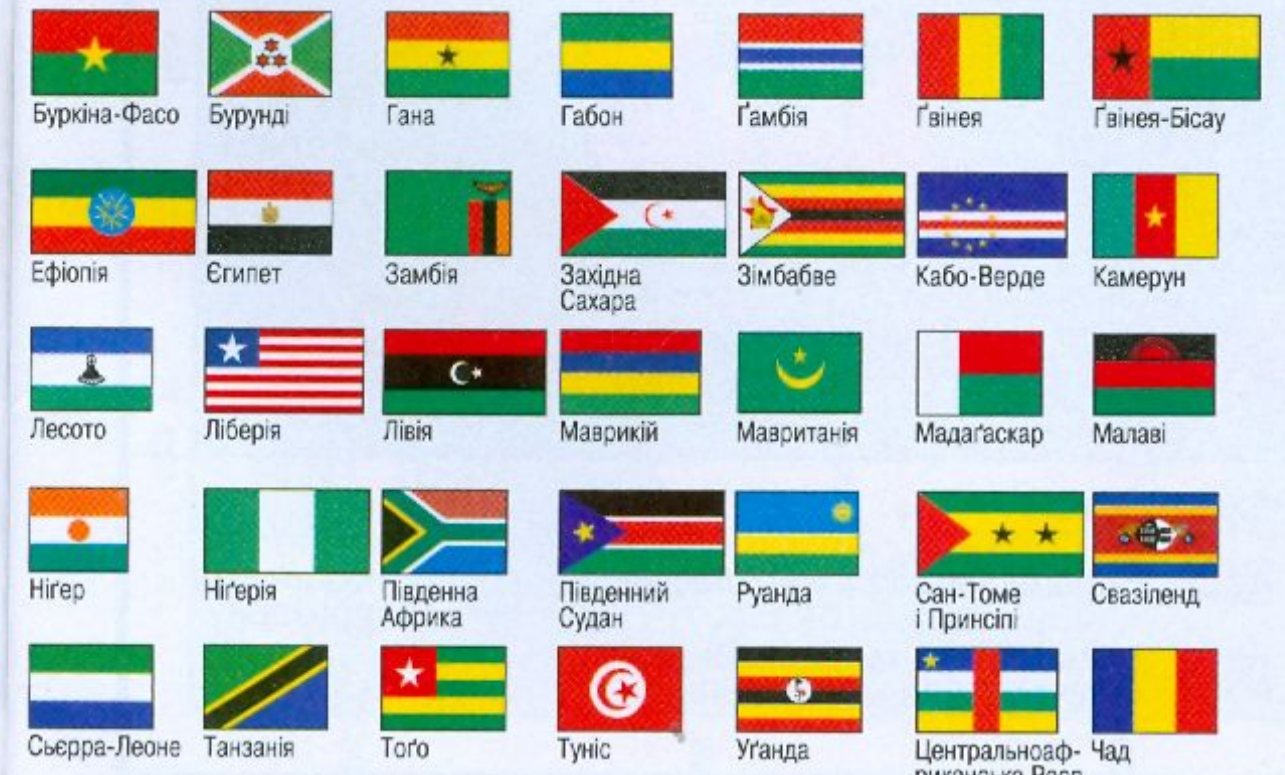 Буркіна-Фасо
Бурунді
Гана
Габон
Ґамбія
Ґвінея
Ґвінея-Бісау
Ефіопія
Єгипет
Замбія
Західна
Сахара
Зімбабве
Кабо-Верде
Камерун
Лесото
Ліберія
Лівія
Маврикій
Мавританія
Мадаґаскар
Малаві
Ніґер
Ніґерія
Південна
Африка
Південний
Судан
Руанда
Сан-Томе
і Принсіпі
Свазіленд
Сьєрра-Леоне
Танзанія
Тоґо
Туніс
Уґанда
Центральноаф-
Чад